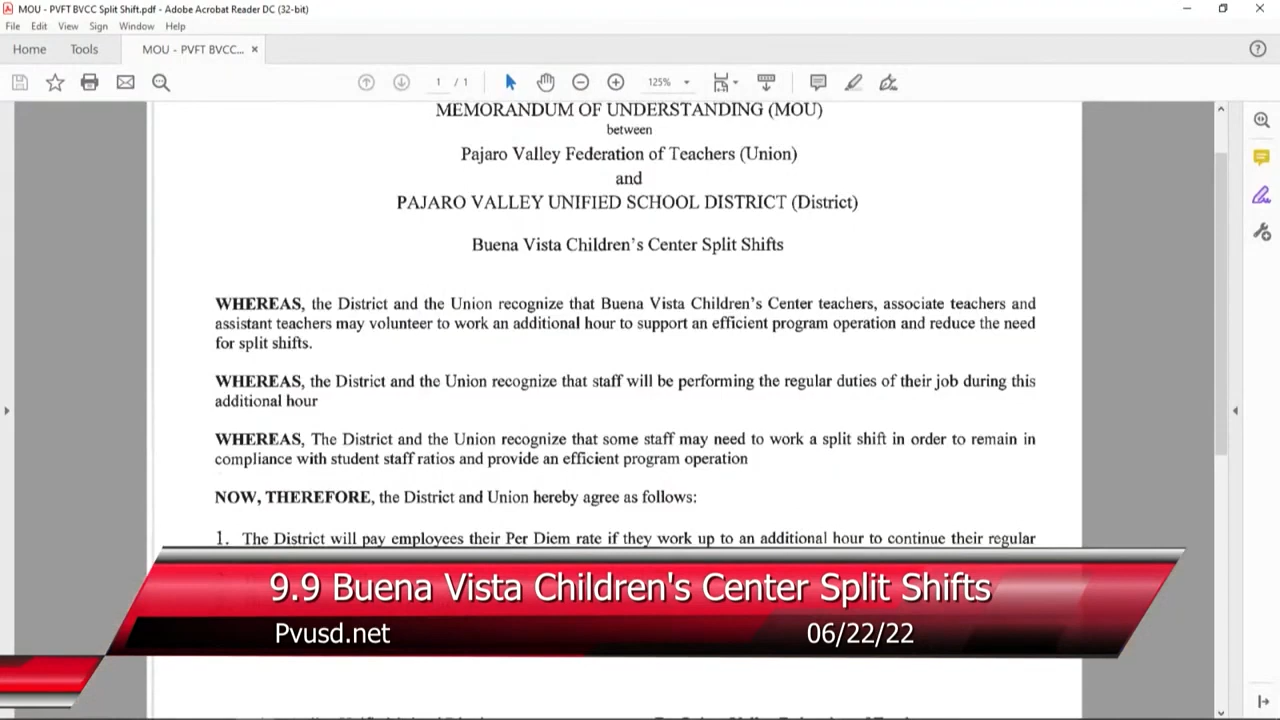 MOU - PVFT BVCC Split Shift.pdf - Adobe Acrobat Reader DC (32-bit)
File Edit View Sign Window Help
Home Tools MOU - PVFT BVCC... ×
1 / 1 125%
MEMORANDUM OF UNDERSTANDING (MOU)
between
Pajaro Valley Federation of Teachers (Union)
and
PAJARO VALLEY UNIFIED SCHOOL DISTRICT (District)
Buena Vista Children's Center Split Shifts
WHEREAS, the District and the Union recognize that Buena Vista Children's Center teachers, associate teachers and
assistant teachers may volunteer to work an additional hour to support an efficient program operation and reduce the need
for split shifts.
WHEREAS, the District and the Union recognize that staff will be performing the regular duties of their job during this
additional hour
WHEREAS, The District and the Union recognize that some staff may need to work a split shift in order to remain in
compliance with student staff ratios and provide an efficient program operation
NOW, THEREFORE, the District and Union hereby agree as follows:
1. The District will pay employees their Per Diem rate if they work up to an additional hour to continue their regular
9.9 Buena Vista Children's Center Split Shifts
Pvusd.net 06/22/22